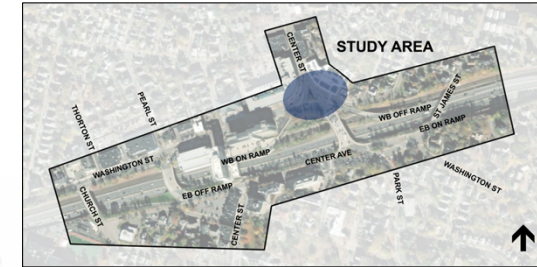 CENTER ST
STUDY AREA
PEARL ST
THORTON ST
WB OFF RAMP
ST JAMES ST
EB ON RAMP
WASHINGTON ST
WB ON RAMP
CENTER AVE
EB OFF RAMP
CHURCH ST
CENTER ST
PARK ST
WASHINGTON ST